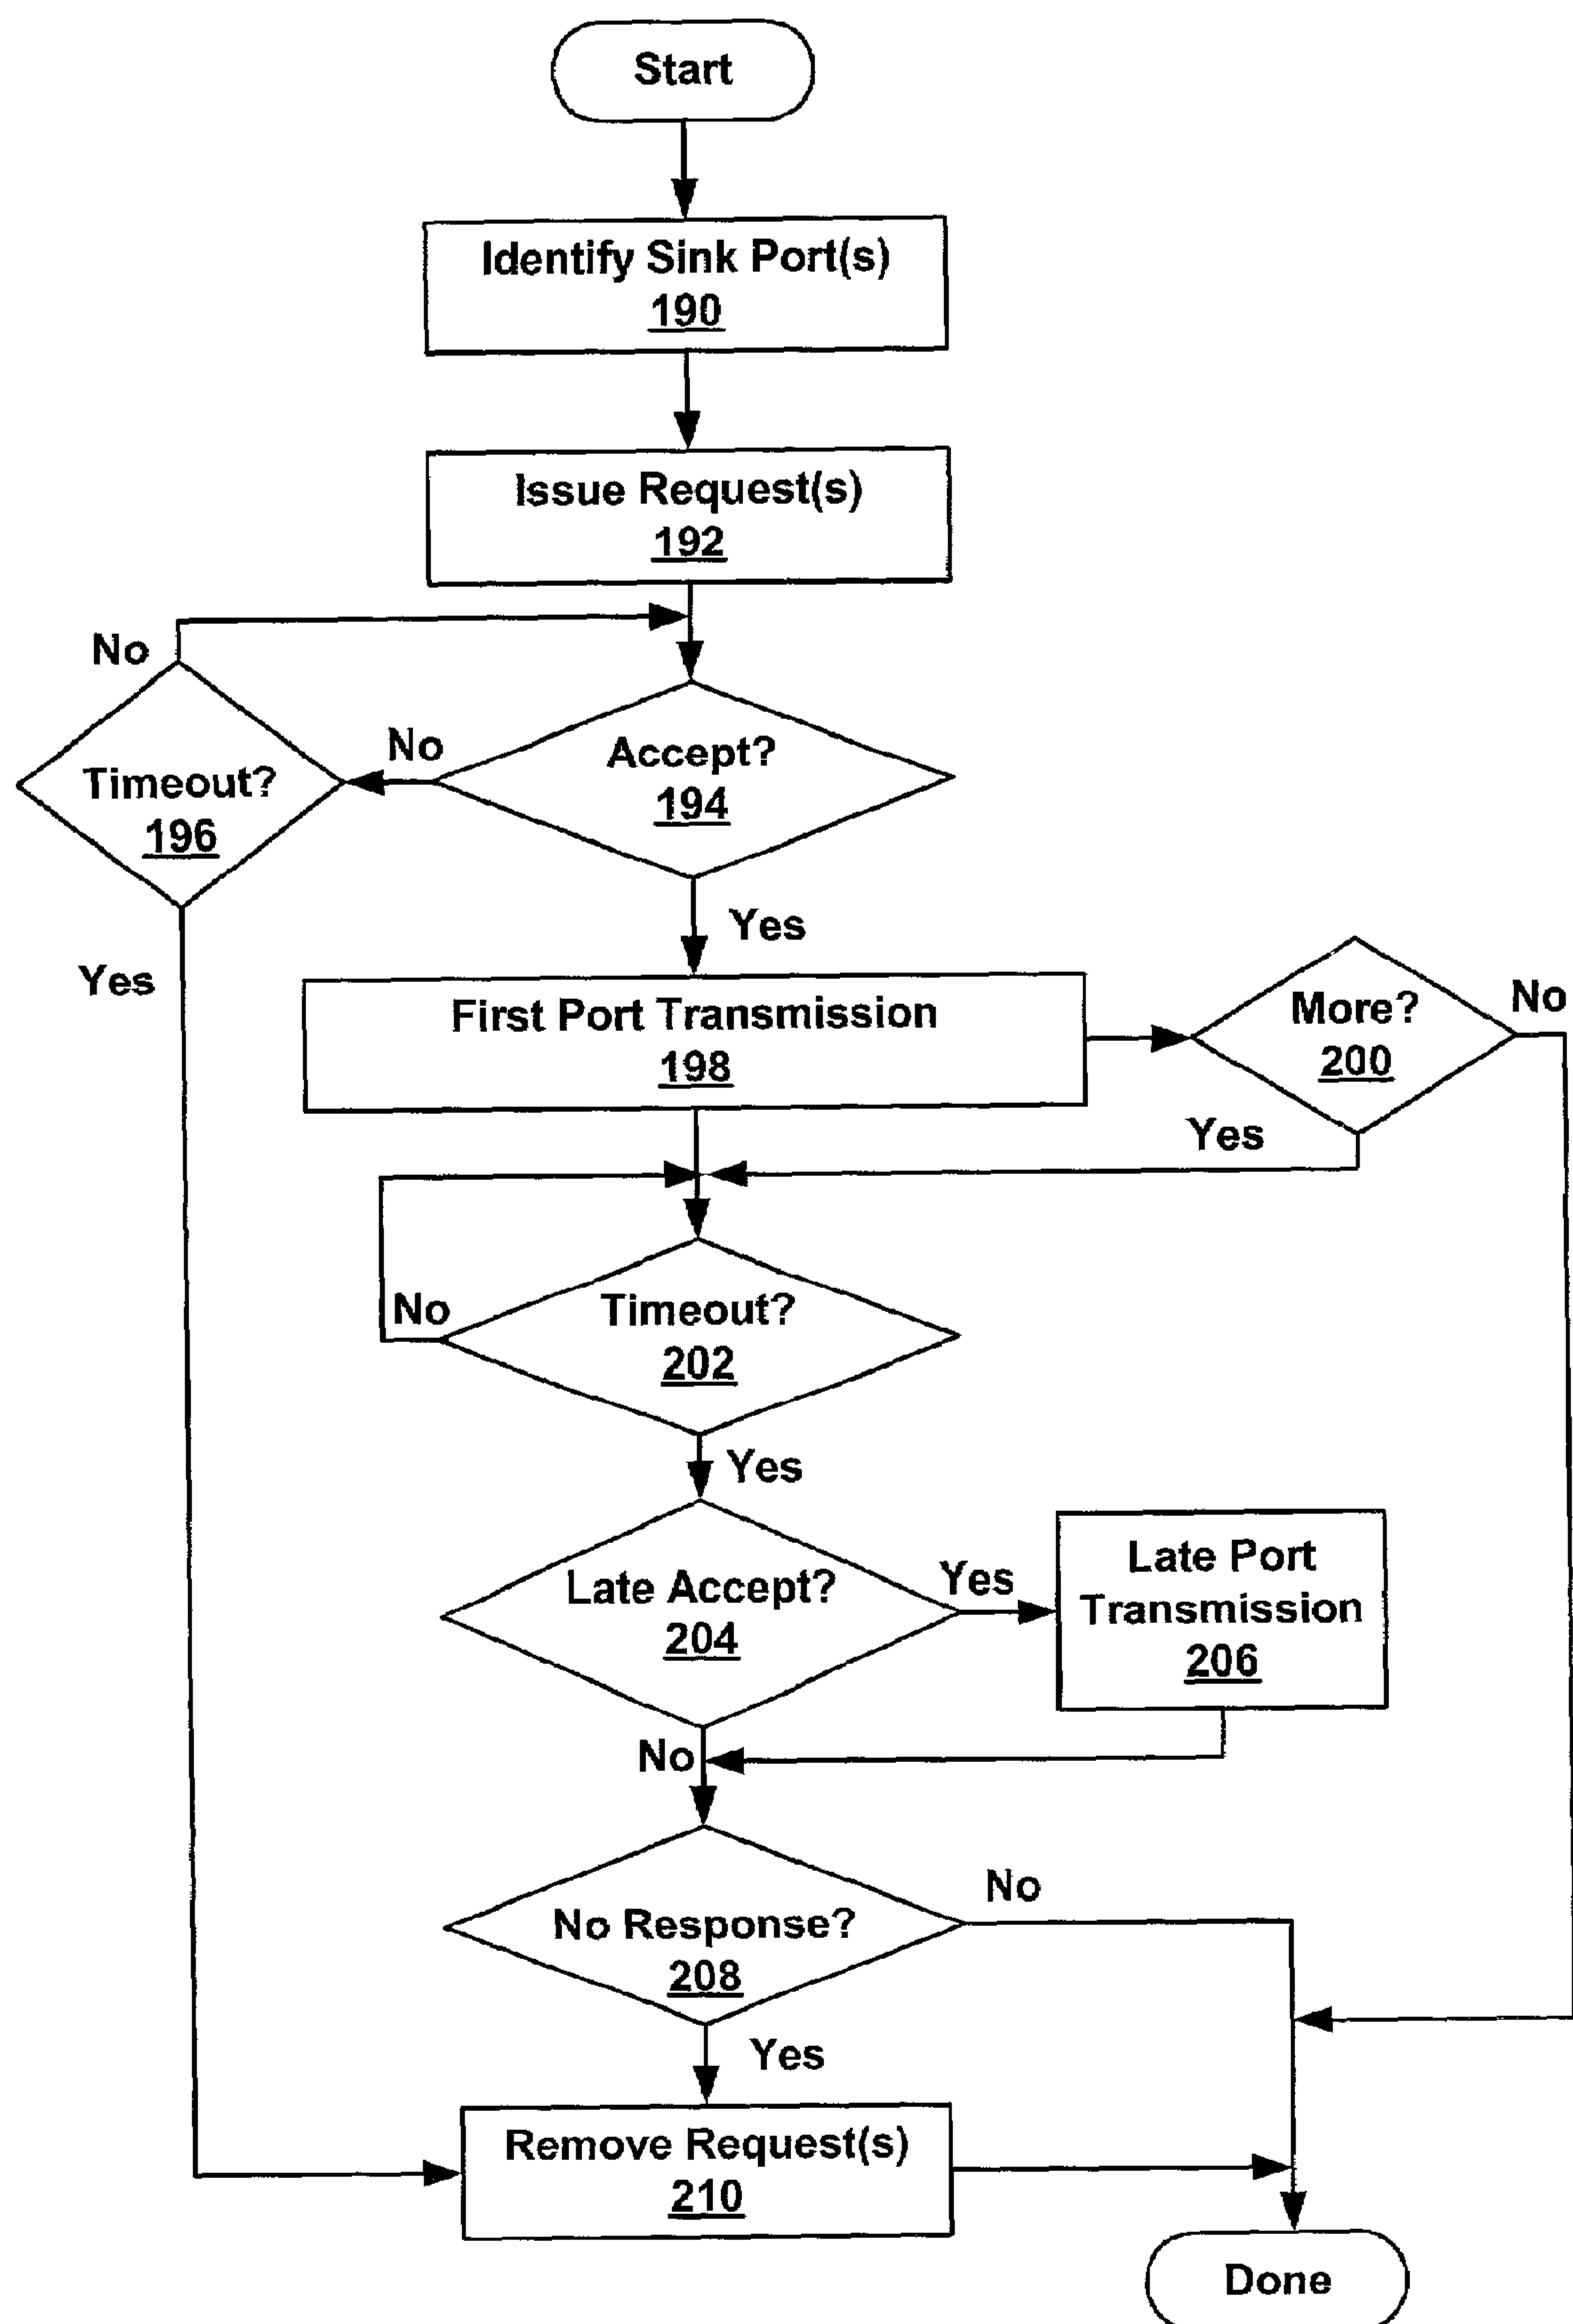 Start
Identify Sink Port(s)
190
Issue Request(s)
192
No
No
Accept?
194
Timeout?
196
Yes
Yes
First Port Transmission
198
More?
200
No
Yes
No
Timeout?
202
Yes
Late Accept?
204
Yes
Late Port
Transmission
206
No
No Response?
208
No
Yes
Remove Request(s)
210
Done